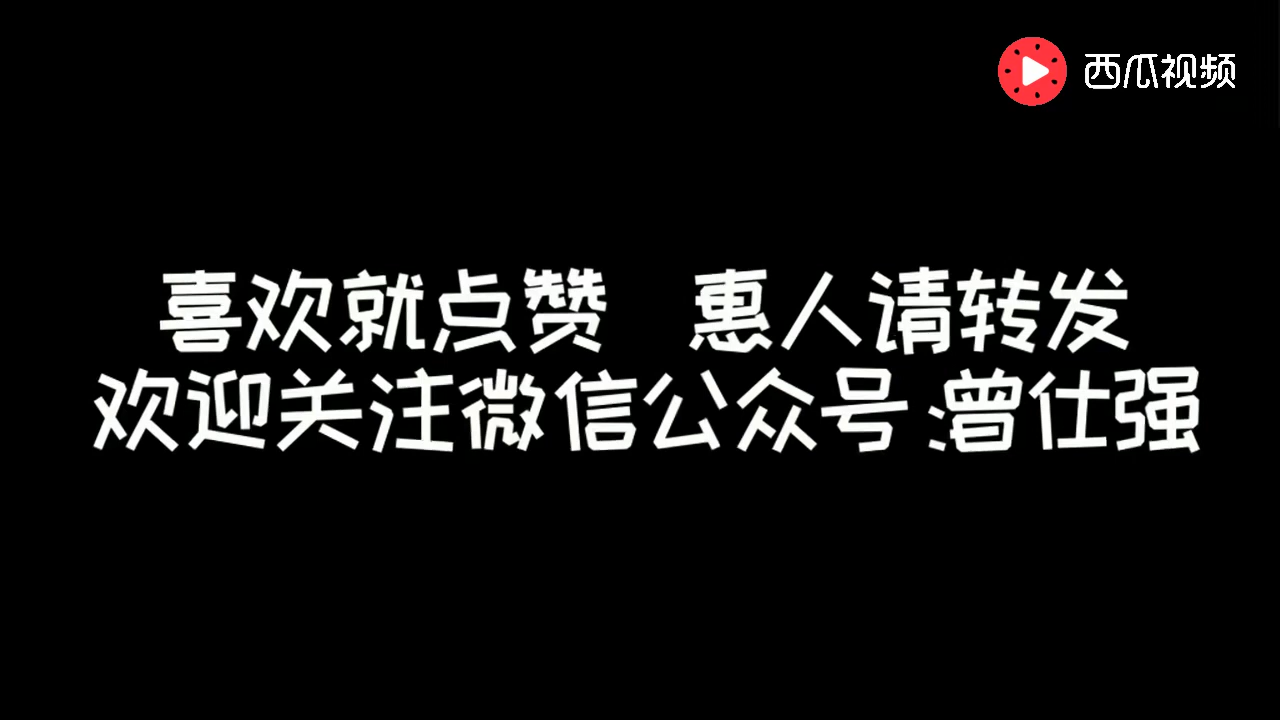 西瓜视频
喜欢就点赞 惠人请转发
欢迎关注微信公众号:曾仕强